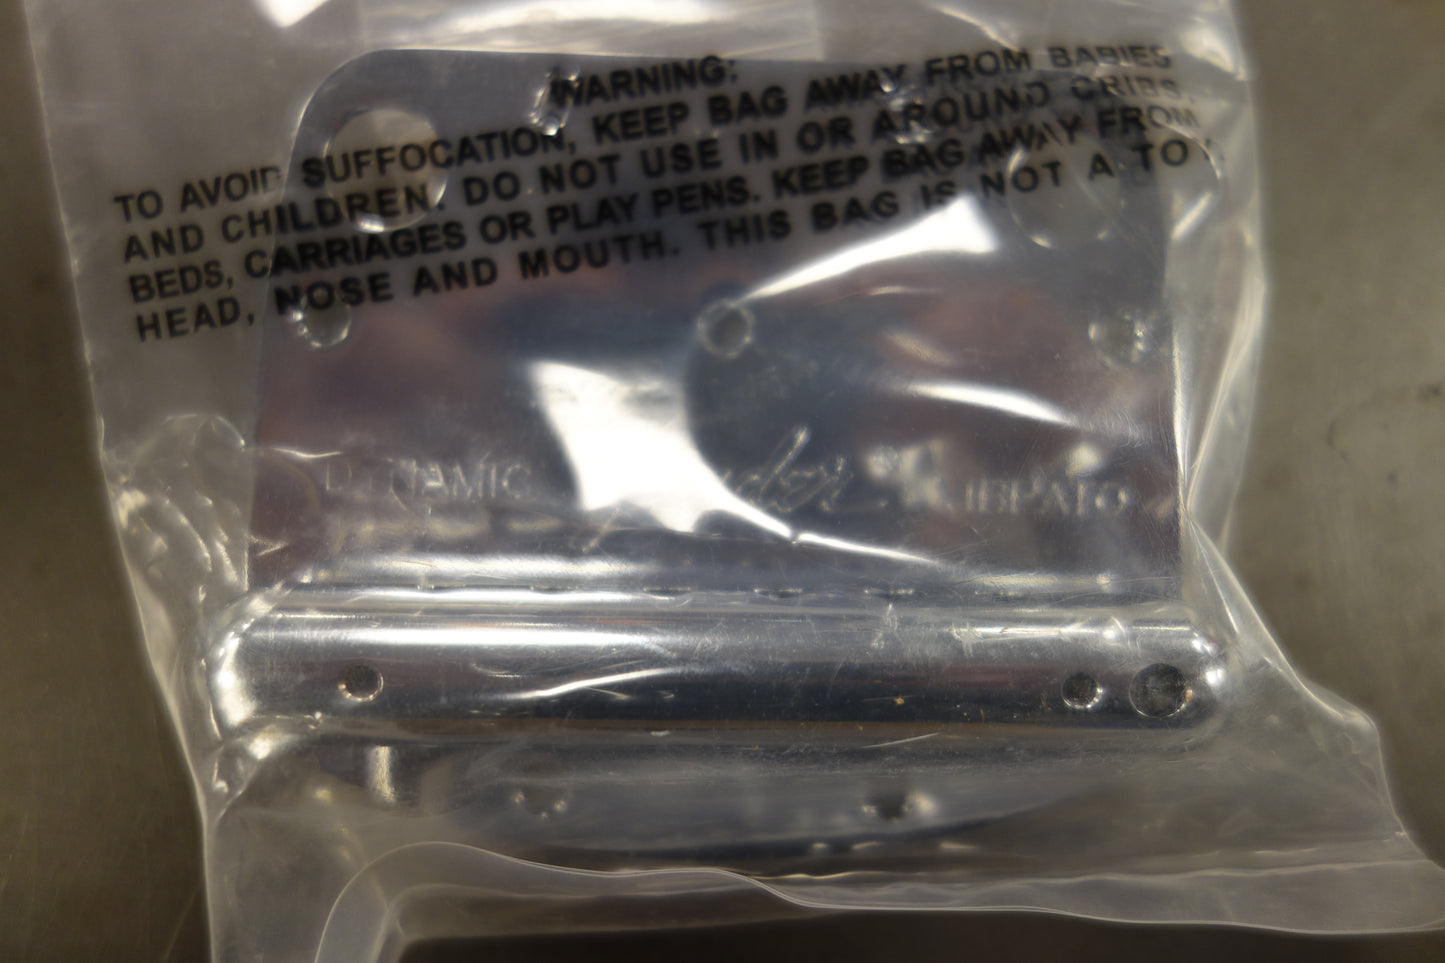 WARNING:
TO AVOID SUFFOCATION, KEEP BAG AWAY FROM BABIES
AND CHILDREN. DO NOT USE IN OR AROUND CRIBS,
BEDS, CARRIAGES OR PLAY PENS. KEEP BAG AWAY FROM
HEAD, NOSE AND MOUTH. THIS BAG IS NOT A TOY.
DYNAMIC